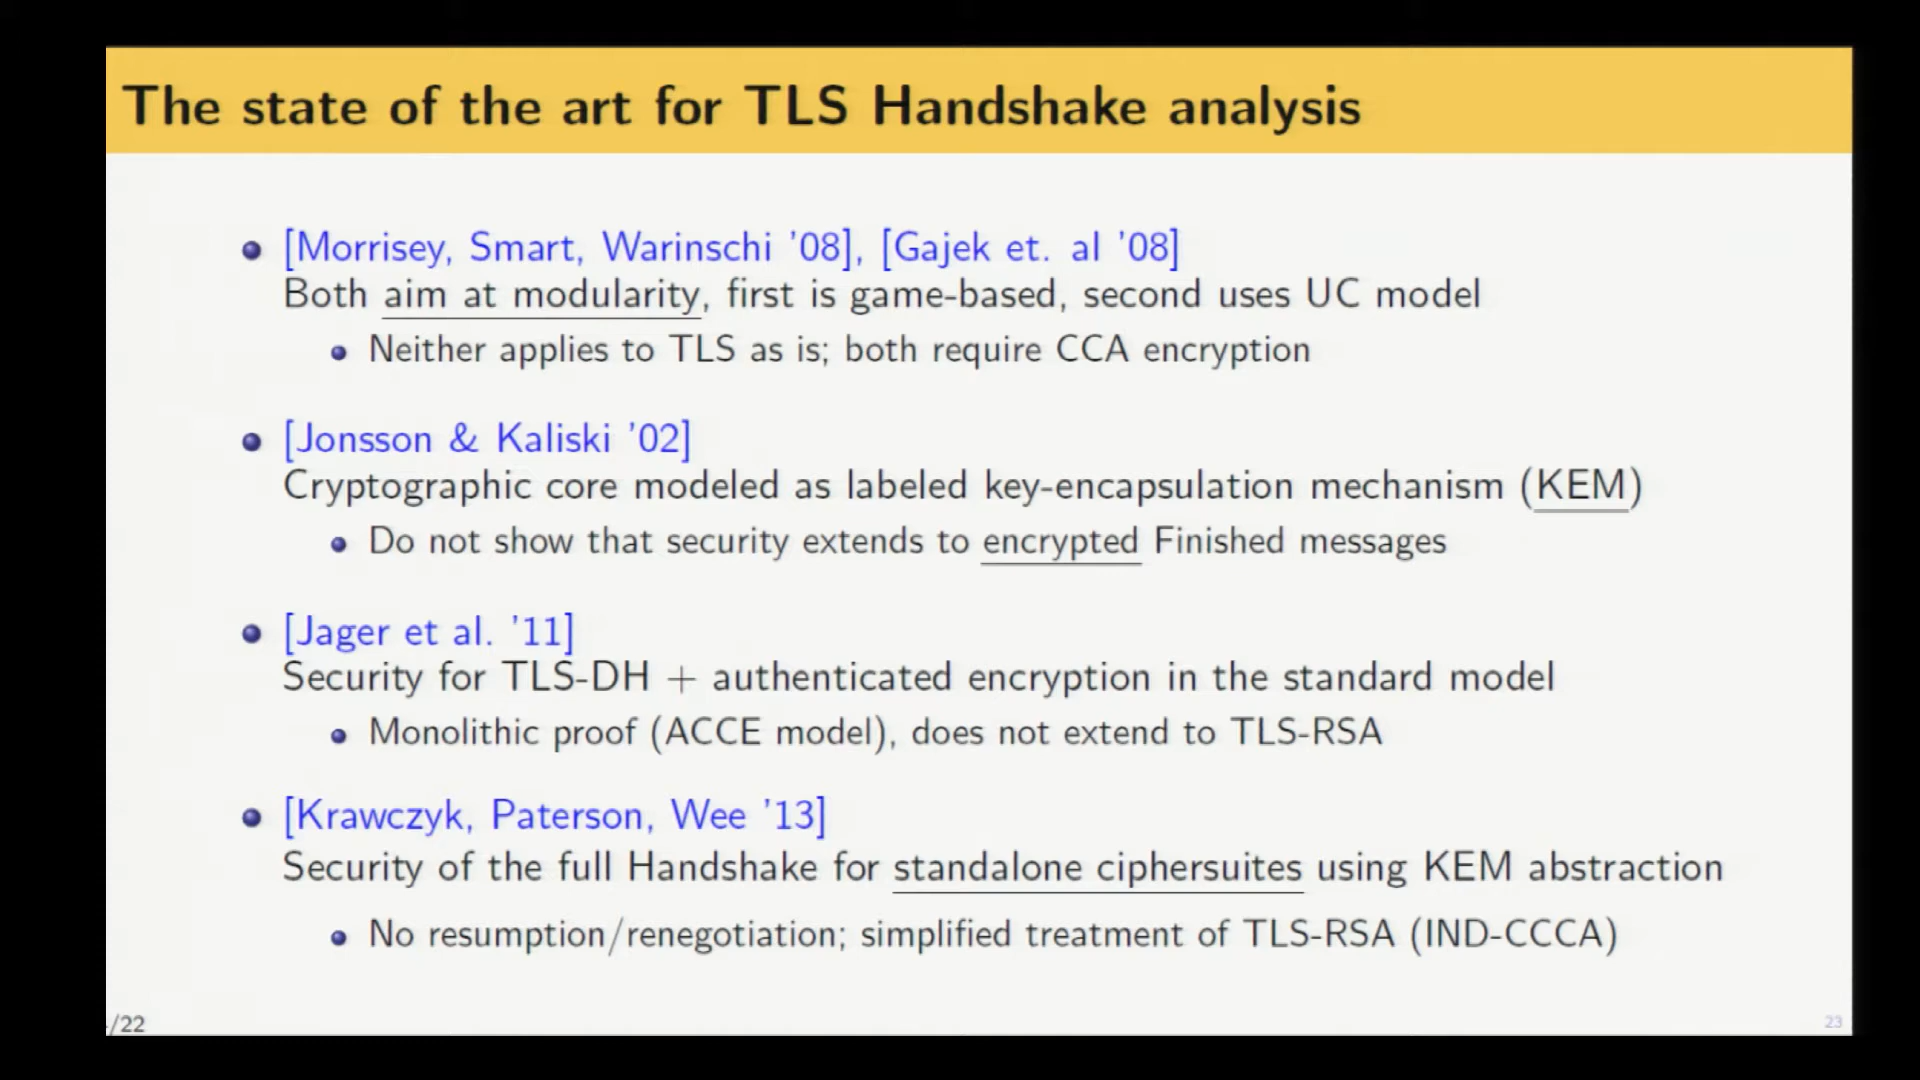 The state of the art for TLS Handshake analysis
[Morrisey, Smart, Warinschi '08], [Gajek et. al '08]
Both aim at modularity, first is game-based, second uses UC model
Neither applies to TLS as is; both require CCA encryption
[Jonsson & Kaliski '02]
Cryptographic core modeled as labeled key-encapsulation mechanism (KEM)
Do not show that security extends to encrypted Finished messages
[Jager et al. '11]
Security for TLS-DH + authenticated encryption in the standard model
Monolithic proof (ACCE model), does not extend to TLS-RSA
[Krawczyk, Paterson, Wee '13]
Security of the full Handshake for standalone ciphersuites using KEM abstraction
No resumption/renegotiation; simplified treatment of TLS-RSA (IND-CCCA)
/22
23